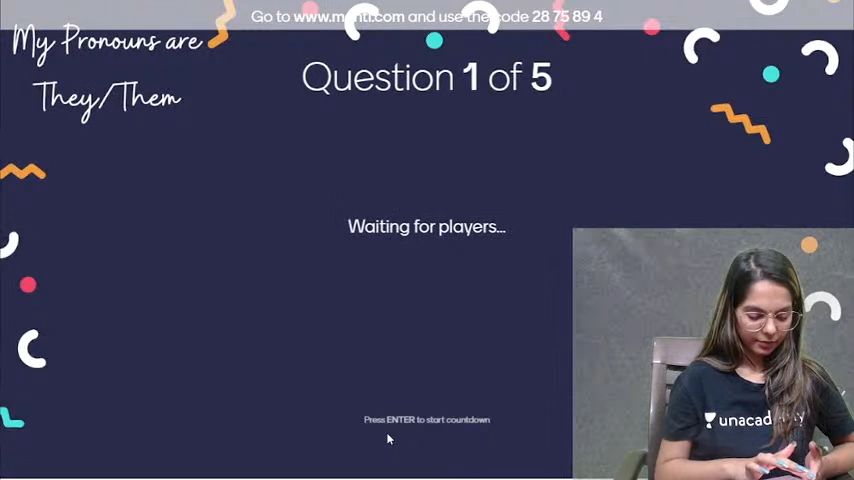 Go to www.menti.com and use the code 28 75 89 4
My Pronouns are
They/Them
Question 1 of 5
Waiting for players...
Press ENTER to start countdown
unacademy